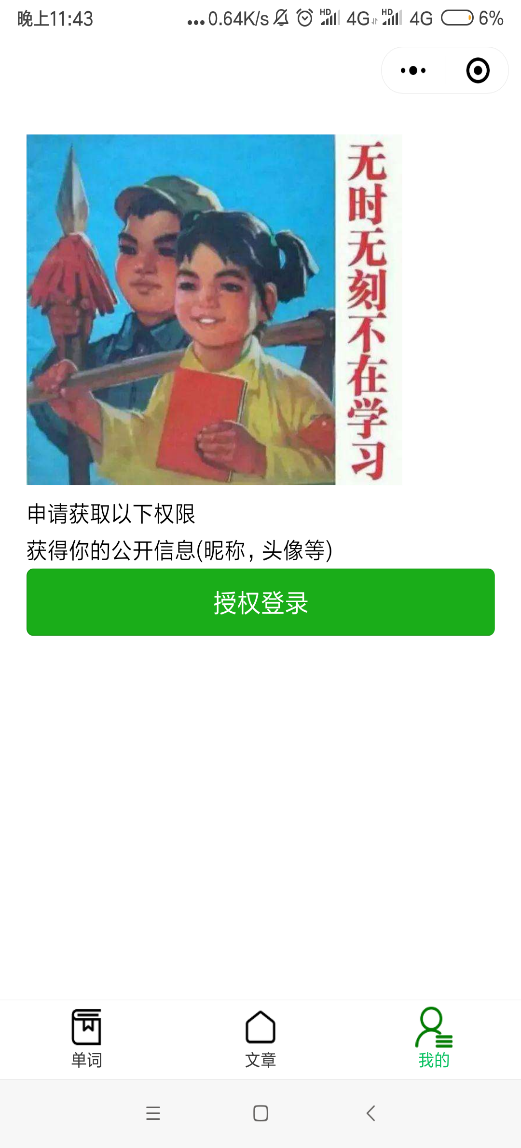 晚上11:43
...0.64K/s HD 4G HD 4G 6%
无时无刻不在学习
申请获取以下权限
获得你的公开信息(昵称,头像等)
授权登录
单词
文章
我的